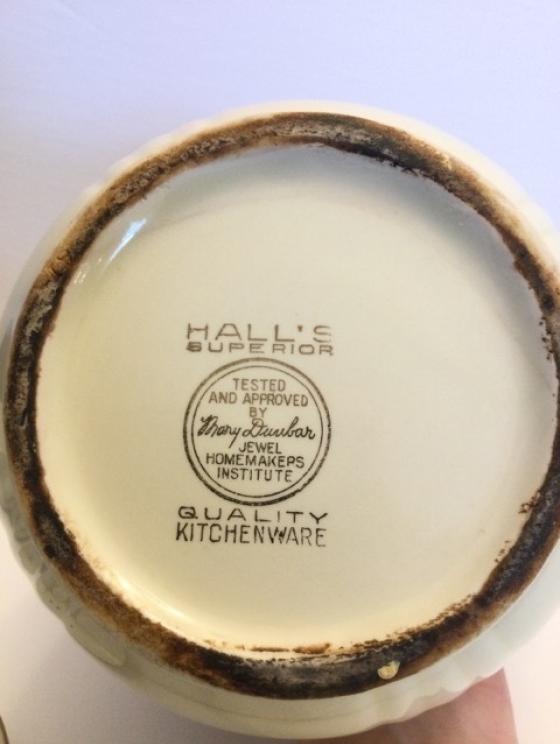 HALL'S
SUPERIOR
TESTED
AND APPROVED
BY
Mary Dunbar
JEWEL
HOMEMAKERS
INSTITUTE
QUALITY
KITCHENWARE